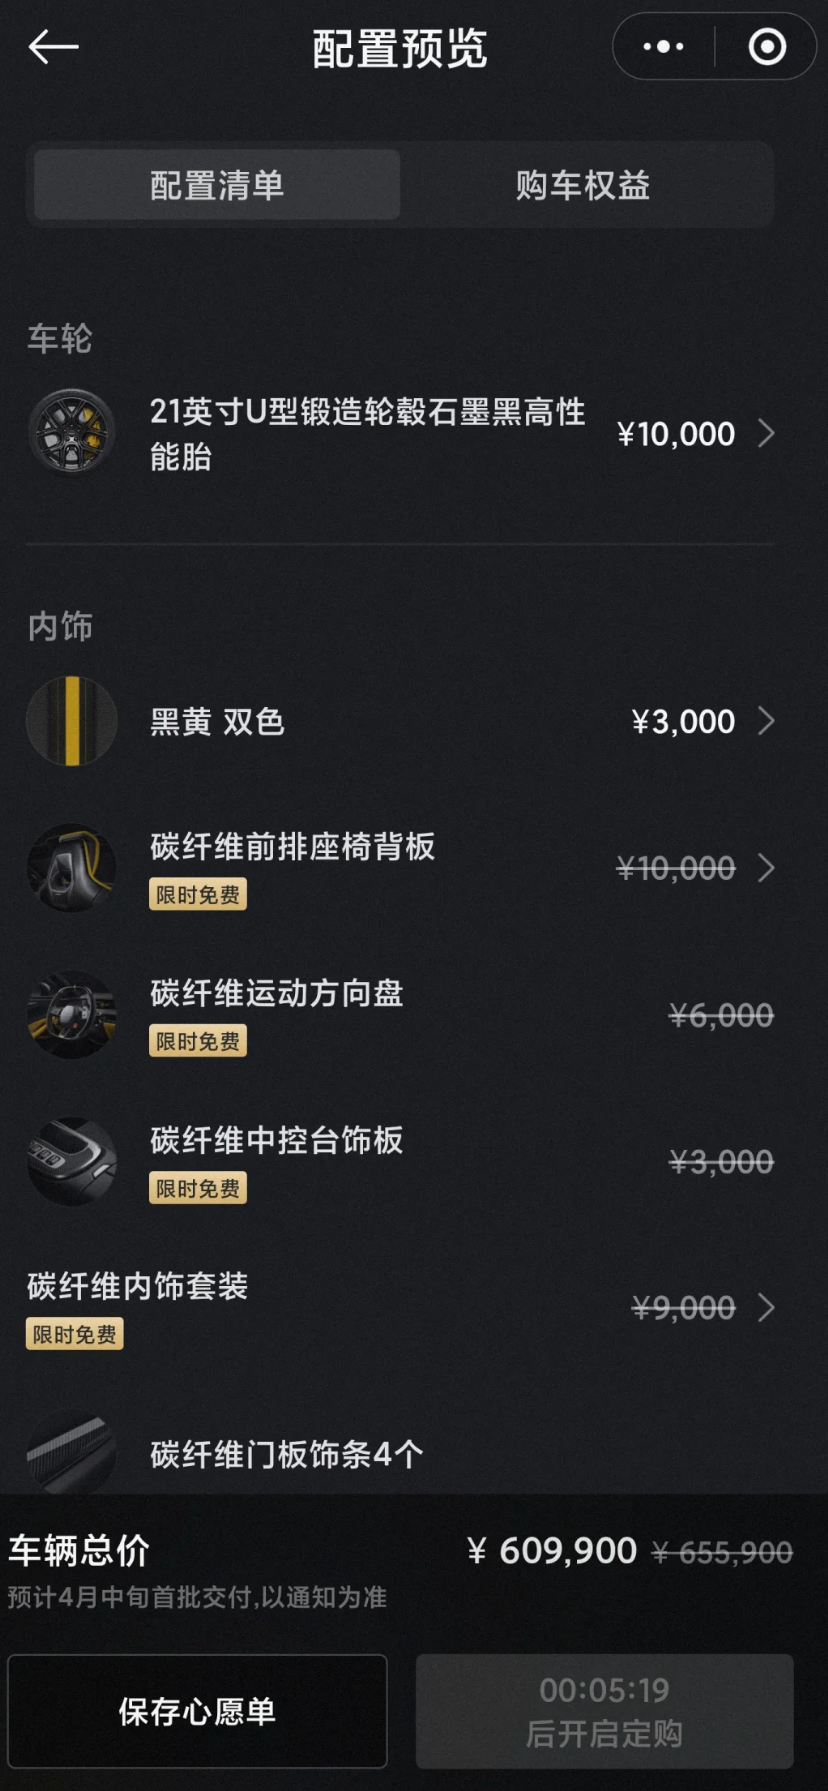 配置预览
配置清单
购车权益
车轮
21英寸U型锻造轮毂石墨黑高性
能胎
¥10,000
内饰
黑黄 双色
¥3,000
碳纤维前排座椅背板
限时免费
¥10,000
碳纤维运动方向盘
限时免费
¥6,000
碳纤维中控台饰板
限时免费
¥3,000
碳纤维内饰套装
限时免费
¥9,000
碳纤维门板饰条4个
车辆总价
¥ 609,900 ¥ 655,900
预计4月中旬首批交付,以通知为准
保存心愿单
00:05:19
后开启定购